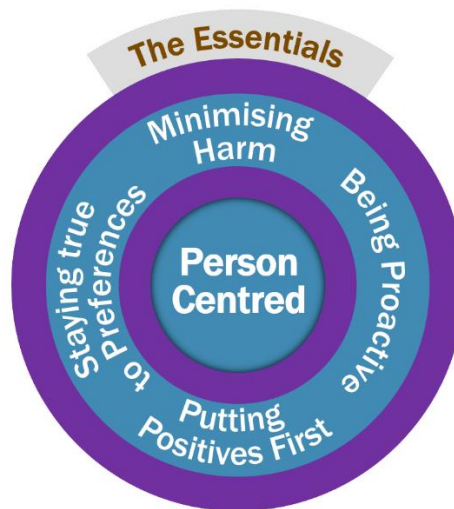 The Essentials
Minimising
Harm
Being Proactive
Putting
Positives First
Staying true
to Preferences
Person
Centred